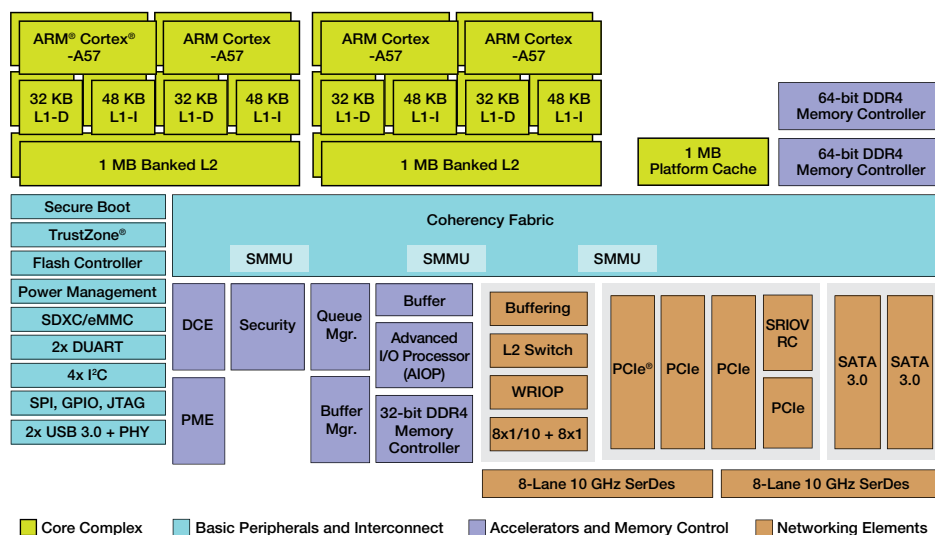 ARM® Cortex®
-A57
ARM Cortex
-A57
ARM Cortex
-A57
ARM Cortex
-A57
32 KB
L1-D
48 KB
L1-I
32 KB
L1-D
48 KB
L1-I
32 KB
L1-D
48 KB
L1-I
32 KB
L1-D
48 KB
L1-I
1 MB Banked L2
1 MB Banked L2
1 MB
Platform Cache
64-bit DDR4
Memory Controller
64-bit DDR4
Memory Controller
Secure Boot
TrustZone®
Flash Controller
Power Management
SDXC/eMMC
2x DUART
4x I²C
SPI, GPIO, JTAG
2x USB 3.0 + PHY
Coherency Fabric
SMMU
SMMU
SMMU
DCE
PME
Security
Queue
Mgr.
Buffer
Mgr.
Buffer
Advanced
I/O Processor
(AIOP)
32-bit DDR4
Memory
Controller
Buffering
L2 Switch
WRIOP
8x1/10 + 8x1
PCIe®
PCIe
PCIe
SRIOV
RC
PCIe
SATA
3.0
SATA
3.0
8-Lane 10 GHz SerDes
8-Lane 10 GHz SerDes
Core Complex
Basic Peripherals and Interconnect
Accelerators and Memory Control
Networking Elements